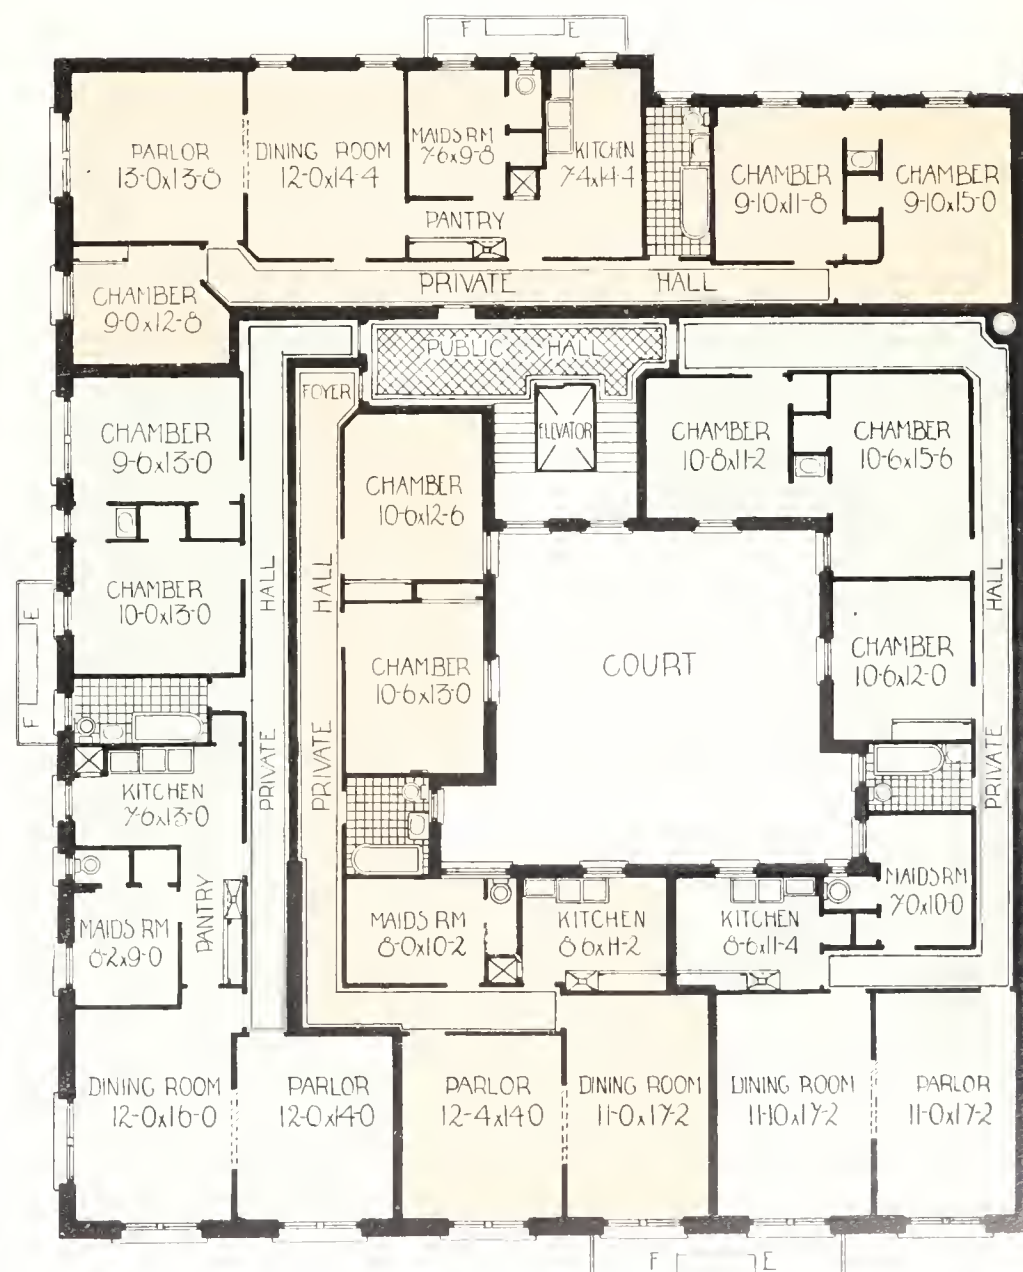 F E
PARLOR
13-0x13-8
DINING ROOM
12-0x14-4
MAIDS RM
7-6x9-8
KITCHEN
7-4x14-4
PANTRY
CHAMBER
9-10x11-8
CHAMBER
9-10x15-0
PRIVATE HALL
CHAMBER
9-0x12-8
PUBLIC HALL
FOYER
ELEVATOR
CHAMBER
9-6x13-0
CHAMBER
10-6x12-6
CHAMBER
10-8x11-2
CHAMBER
10-6x15-6
CHAMBER
10-0x13-0
PRIVATE HALL
PRIVATE HALL
CHAMBER
10-6x13-0
COURT
CHAMBER
10-6x12-0
PRIVATE HALL
F E
KITCHEN
7-6x13-0
PANTRY
MAIDS RM
8-2x9-0
MAIDS RM
8-0x10-2
KITCHEN
8-6x11-2
KITCHEN
8-6x11-4
MAIDS RM
7-0x10-0
DINING ROOM
12-0x16-0
PARLOR
12-0x14-0
PARLOR
12-4x14-0
DINING ROOM
11-0x17-2
DINING ROOM
11-10x17-2
PARLOR
11-0x17-2
F E